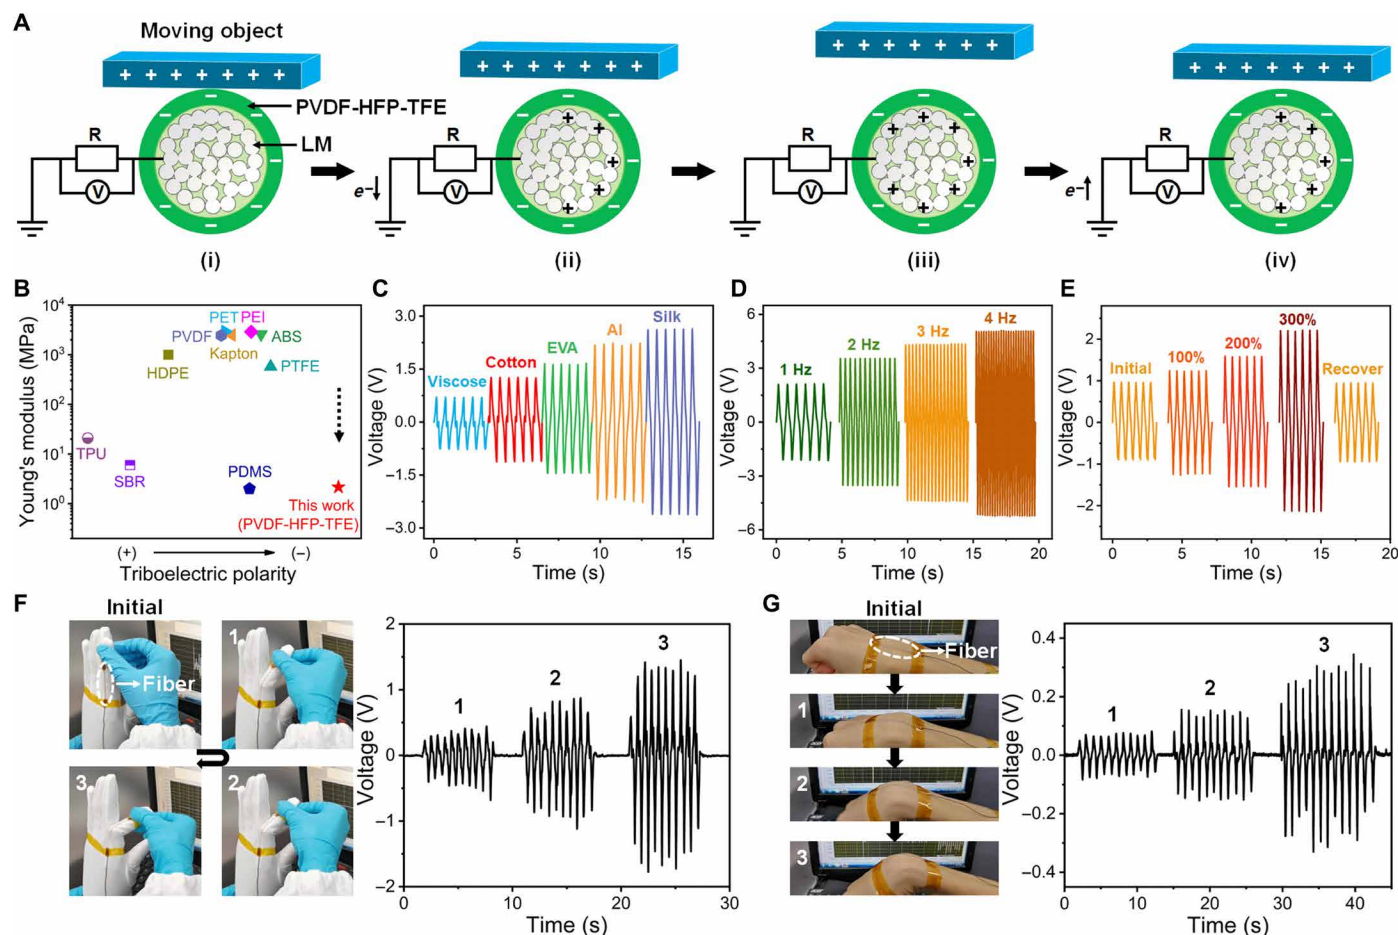 A
Moving object
+ + + + + + +
+ + + + + + +
+ + + + + + +
+ + + + + + +
PVDF-HFP-TFE
LM
R
V
R
V
e⁻
R
V
R
V
e⁻
(i)
(ii)
(iii)
(iv)
B
Young's modulus (MPa)
10⁴
10³
10²
10¹
10⁰
PET
PEI
PVDF
ABS
Kapton
HDPE
PTFE
TPU
SBR
PDMS
This work
(PVDF-HFP-TFE)
(+)
(–)
Triboelectric polarity
C
Voltage (V)
3.0
1.5
0.0
–1.5
–3.0
Viscose
Cotton
EVA
Al
Silk
0
5
10
15
Time (s)
D
Voltage (V)
6
3
0
–3
–6
1 Hz
2 Hz
3 Hz
4 Hz
0
5
10
15
20
Time (s)
E
Voltage (V)
2
1
0
–1
–2
Initial
100%
200%
300%
Recover
0
5
10
15
20
Time (s)
F
Initial
Fiber
1
3
2
Voltage (V)
2
1
0
–1
–2
1
2
3
0
10
20
30
Time (s)
G
Initial
Fiber
1
2
3
Voltage (V)
0.4
0.2
0.0
–0.2
–0.4
1
2
3
0
10
20
30
40
Time (s)